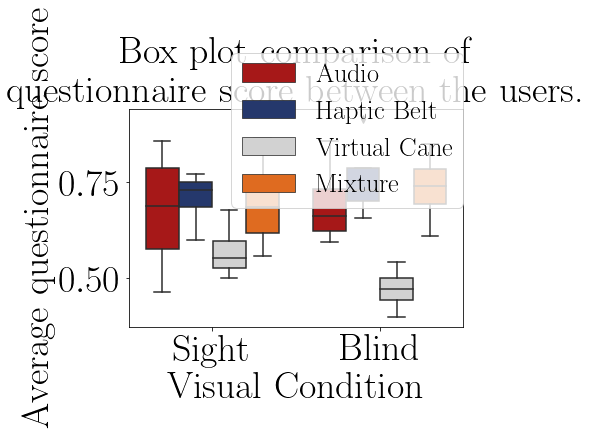 Box plot comparison of
questionnaire score between the users.
Audio
Haptic Belt
Virtual Cane
Mixture
Average questionnaire score
0.75
0.50
Sight
Blind
Visual Condition